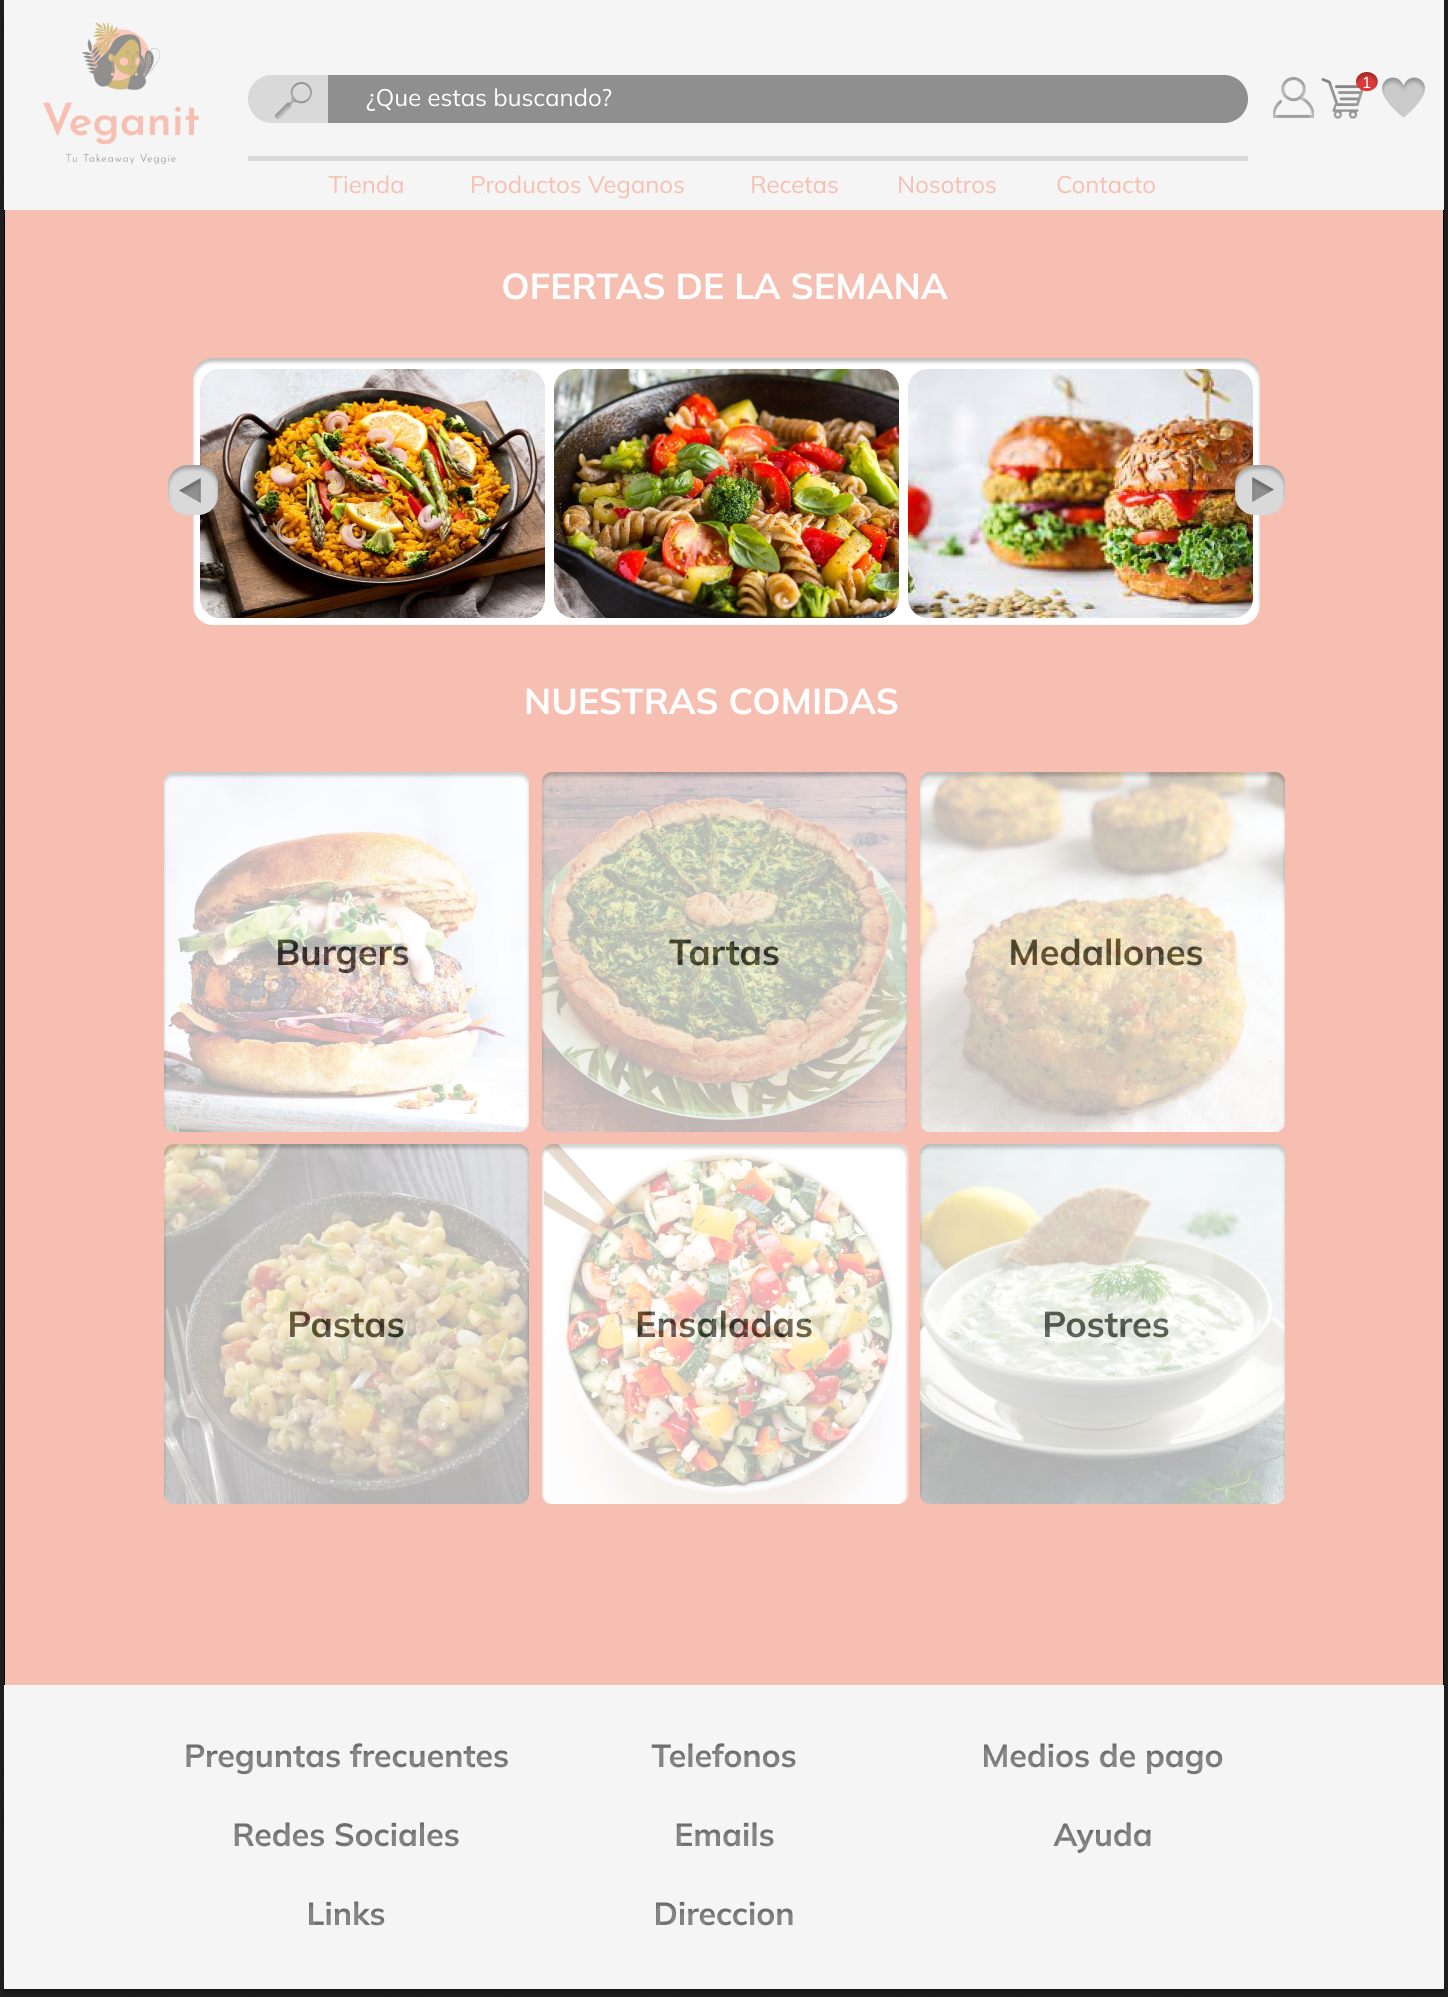 Veganit
Tu Takeaway Veggie
¿Que estas buscando?
1
Tienda Productos Veganos Recetas Nosotros Contacto
OFERTAS DE LA SEMANA
NUESTRAS COMIDAS
Burgers Tartas Medallones
Pastas Ensaladas Postres
Preguntas frecuentes Telefonos Medios de pago
Redes Sociales Emails Ayuda
Links Direccion